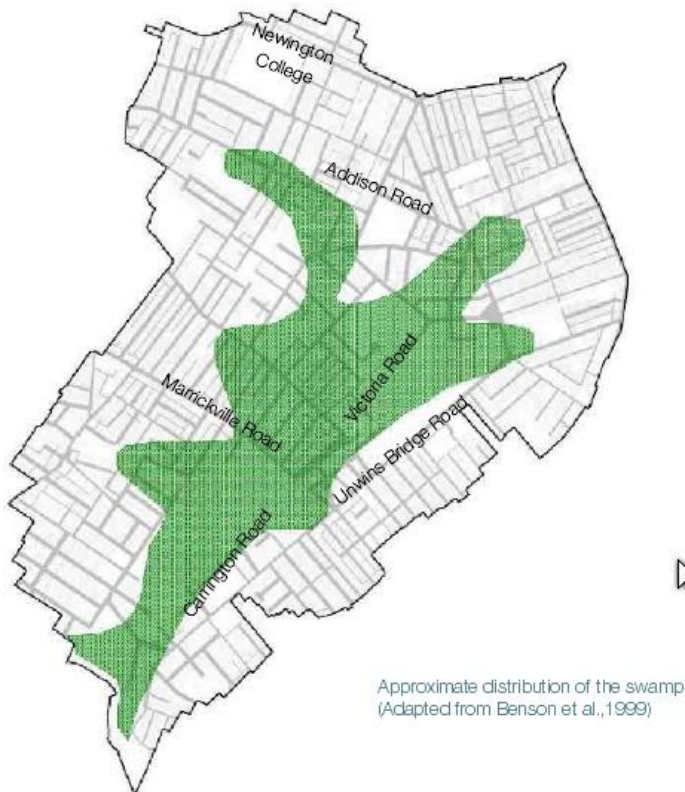 Newington
College
Addison Road
Victoria Road
Marrickville Road
Unwins Bridge Road
Carrington Road
Approximate distribution of the swamp
(Adapted from Benson et al.,1999)